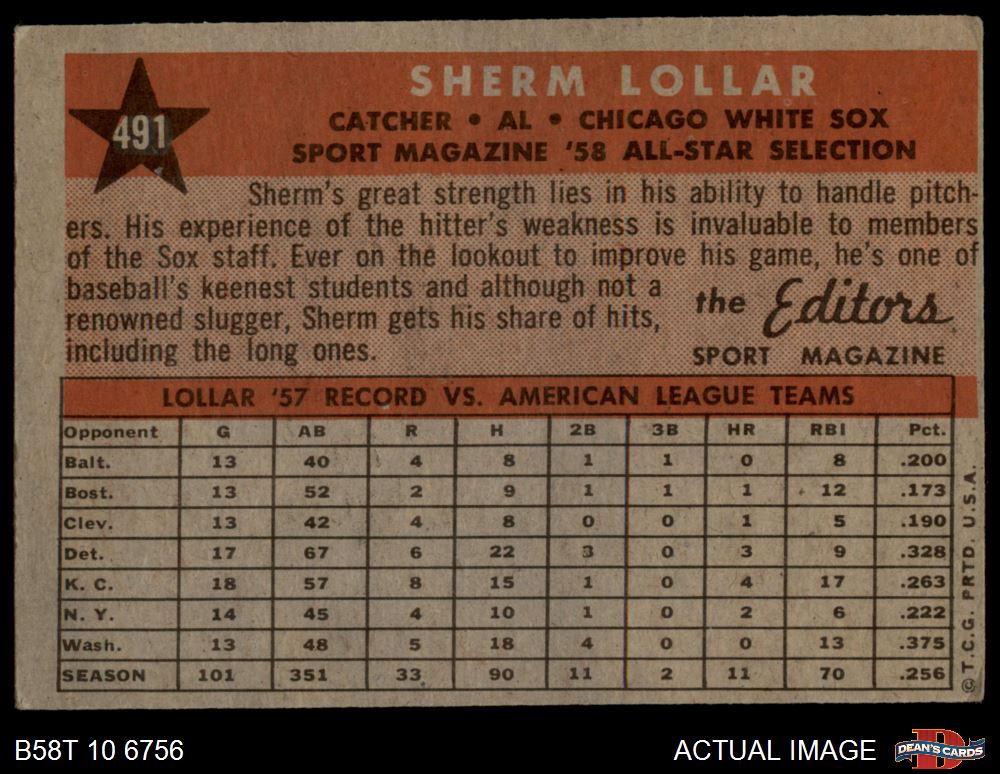 SHERM LOLLAR
491
CATCHER • AL • CHICAGO WHITE SOX
SPORT MAGAZINE '58 ALL-STAR SELECTION
Sherm's great strength lies in his ability to handle pitch-
ers. His experience of the hitter's weakness is invaluable to members
of the Sox staff. Ever on the lookout to improve his game, he's one of
baseball's keenest students and although not a
renowned slugger, Sherm gets his share of hits,
including the long ones.
the Editors
SPORT MAGAZINE
LOLLAR '57 RECORD VS. AMERICAN LEAGUE TEAMS
Opponent G AB R H 2B 3B HR RBI Pct.
Balt. 13 40 4 8 1 1 0 8 .200
Bost. 13 52 2 9 1 1 1 12 .173
Clev. 13 42 4 8 0 0 1 5 .190
Det. 17 67 6 22 3 0 3 9 .328
K. C. 18 57 8 15 1 0 4 17 .263
N. Y. 14 45 4 10 1 0 2 6 .222
Wash. 13 48 5 18 4 0 0 13 .375
SEASON 101 351 33 90 11 2 11 70 .256
© T.C.G. PRTD. U.S.A.
B58T 10 6756
ACTUAL IMAGE
DEAN'S CARDS